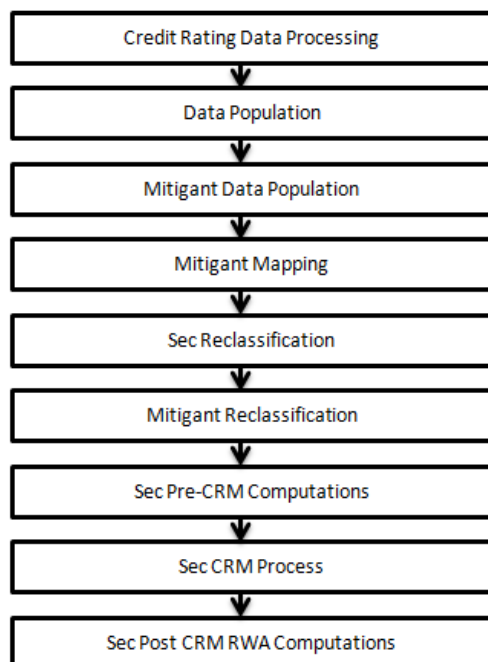 Credit Rating Data Processing
Data Population
Mitigant Data Population
Mitigant Mapping
Sec Reclassification
Mitigant Reclassification
Sec Pre-CRM Computations
Sec CRM Process
Sec Post CRM RWA Computations